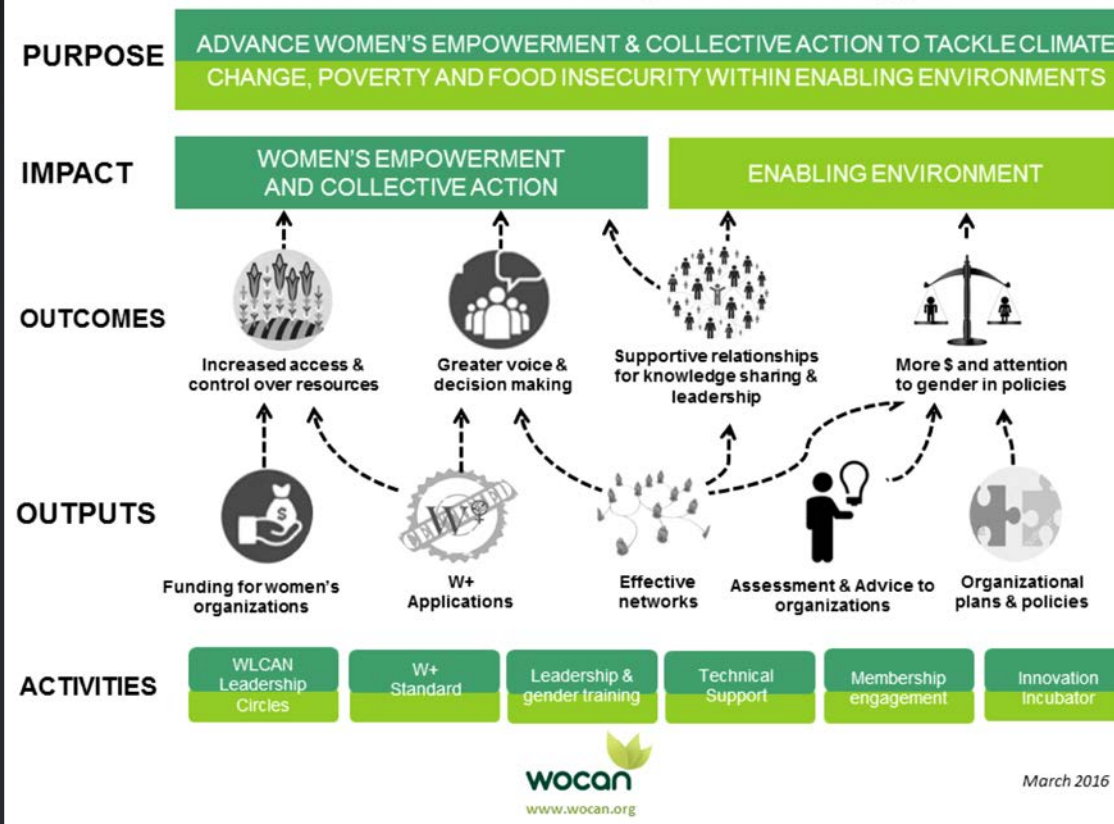 PURPOSE
ADVANCE WOMEN'S EMPOWERMENT & COLLECTIVE ACTION TO TACKLE CLIMATE
CHANGE, POVERTY AND FOOD INSECURITY WITHIN ENABLING ENVIRONMENTS
IMPACT
WOMEN'S EMPOWERMENT
AND COLLECTIVE ACTION
ENABLING ENVIRONMENT
OUTCOMES
Increased access &
control over resources
Greater voice &
decision making
Supportive relationships
for knowledge sharing &
leadership
More $ and attention
to gender in policies
OUTPUTS
$
Funding for women's
organizations
CERTIFIED
W
W+
Applications
Effective
networks
Assessment & Advice to
organizations
Organizational
plans & policies
ACTIVITIES
WLCAN
Leadership
Circles
W+
Standard
Leadership &
gender training
Technical
Support
Membership
engagement
Innovation
Incubator
wocan
www.wocan.org
March 2016